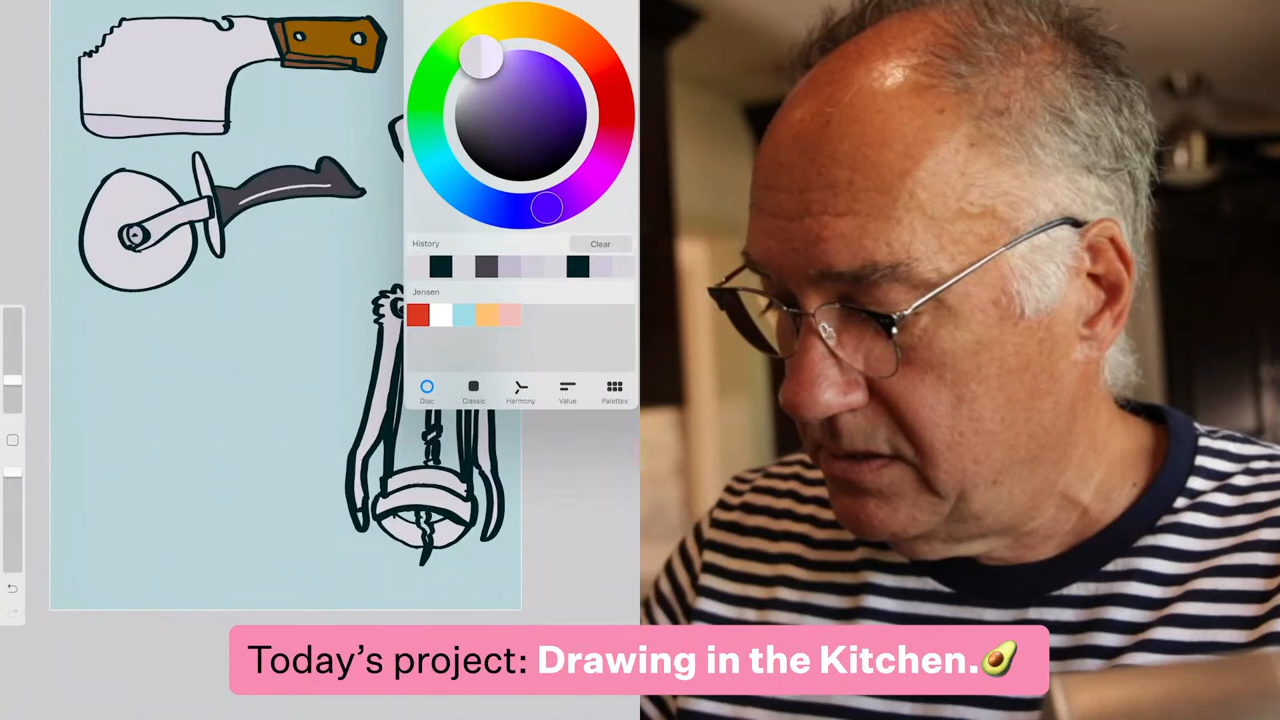 History
Clear
Jensen
Disc
Classic
Harmony
Value
Palettes
Today's project: Drawing in the Kitchen.🥑